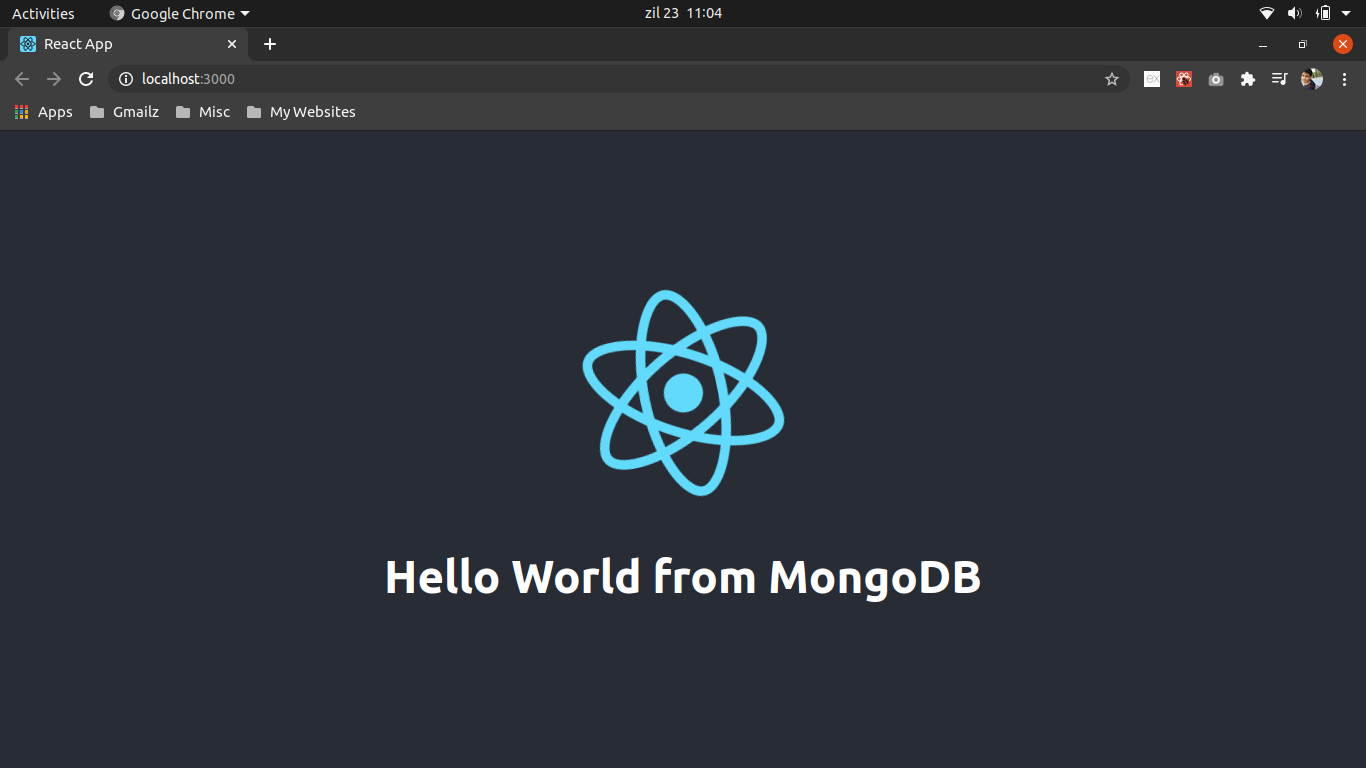 Activities Google Chrome zil 23 11:04
React App
localhost:3000
ex
Apps Gmailz Misc My Websites
Hello World from MongoDB